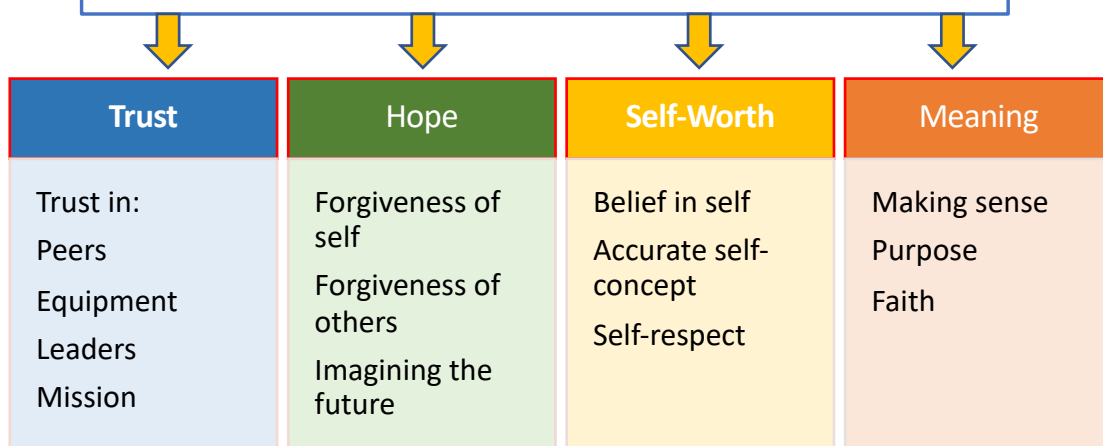 Trust
Trust in:
Peers
Equipment
Leaders
Mission
Hope
Forgiveness of
self
Forgiveness of
others
Imagining the
future
Self-Worth
Belief in self
Accurate self-
concept
Self-respect
Meaning
Making sense
Purpose
Faith